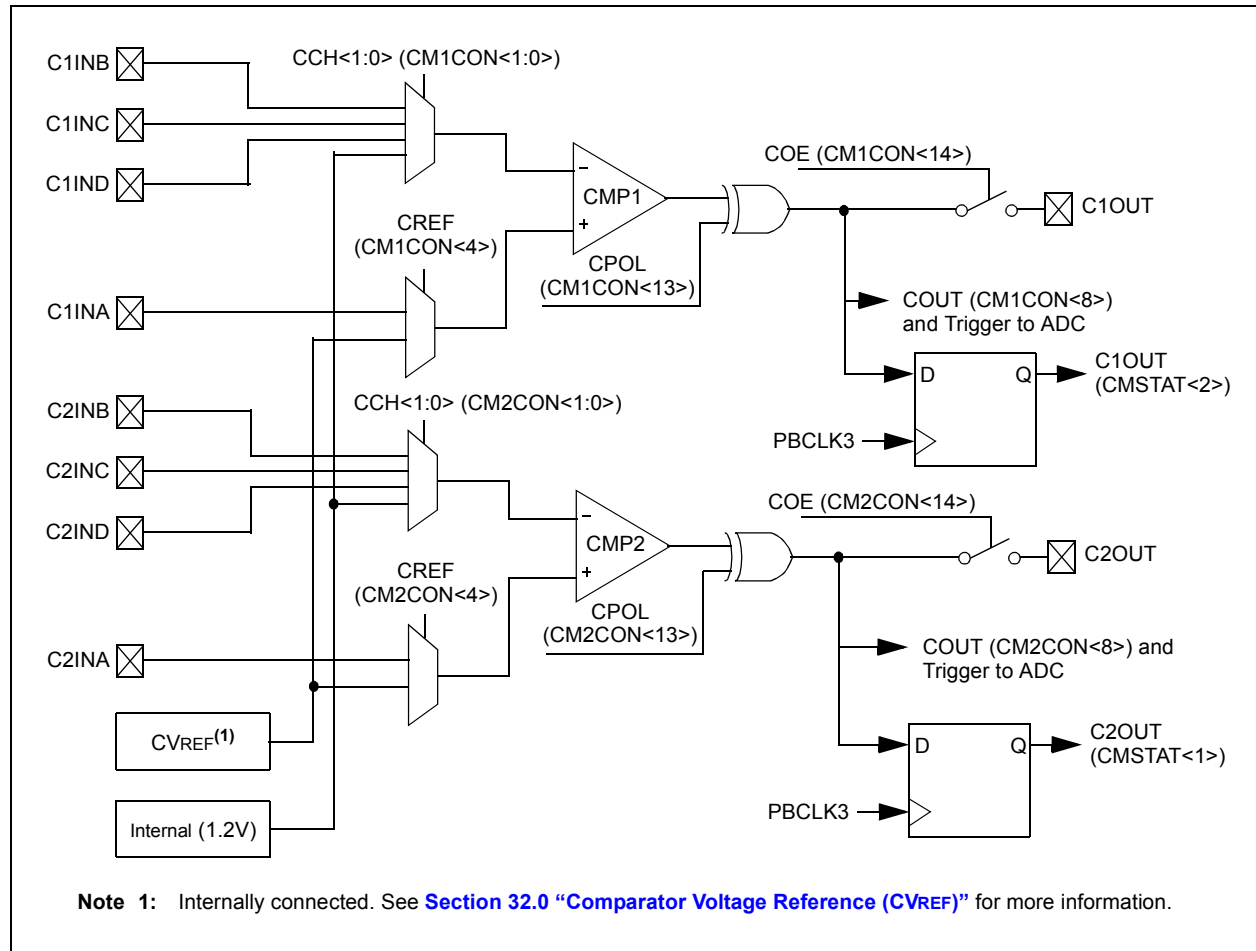 C1INB
CCH<1:0> (CM1CON<1:0>)
C1INC
COE (CM1CON<14>)
C1IND
–
CMP1
+
C1OUT
CREF
(CM1CON<4>)
CPOL
(CM1CON<13>)
C1INA
COUT (CM1CON<8>)
and Trigger to ADC
D
Q
C1OUT
(CMSTAT<2>)
PBCLK3
C2INB
CCH<1:0> (CM2CON<1:0>)
C2INC
COE (CM2CON<14>)
C2IND
–
CMP2
+
C2OUT
CREF
(CM2CON<4>)
CPOL
(CM2CON<13>)
C2INA
COUT (CM2CON<8>) and
Trigger to ADC
CVREF(1)
D
Q
C2OUT
(CMSTAT<1>)
PBCLK3
Internal (1.2V)
Note 1: Internally connected. See Section 32.0 “Comparator Voltage Reference (CVREF)” for more information.